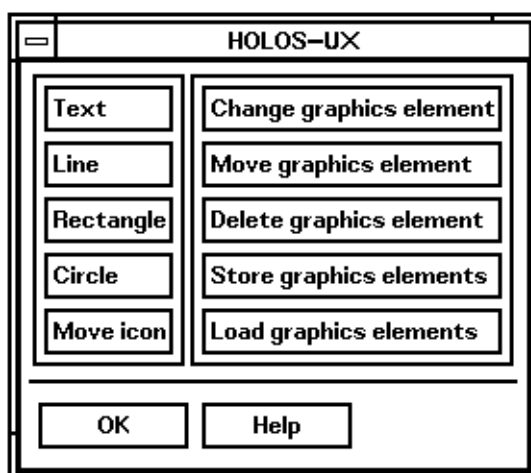 HOLOS-UX
Text
Change graphics element
Line
Move graphics element
Rectangle
Delete graphics element
Circle
Store graphics elements
Move icon
Load graphics elements
OK
Help